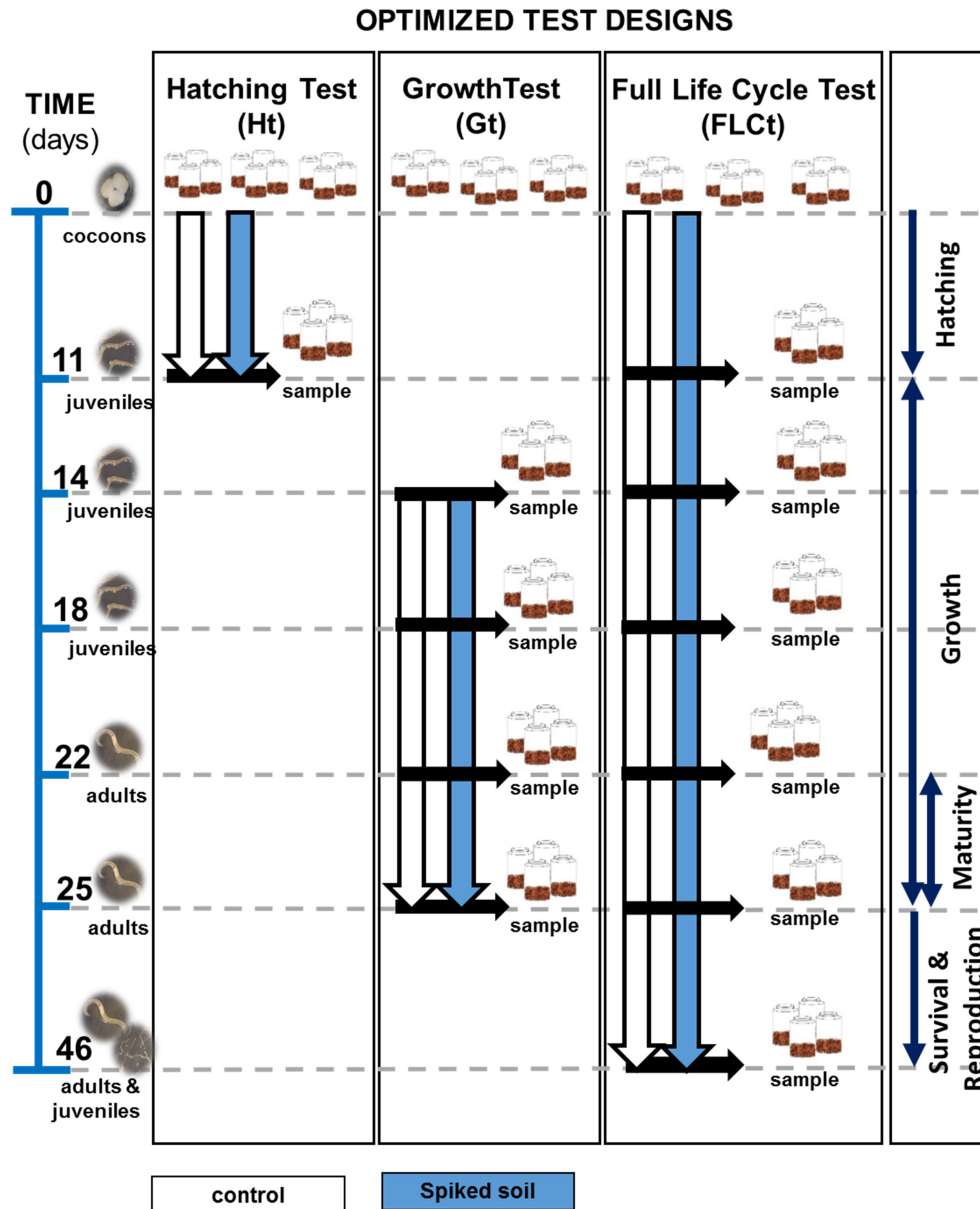 OPTIMIZED TEST DESIGNS
TIME
(days)
Hatching Test
(Ht)
GrowthTest
(Gt)
Full Life Cycle Test
(FLCt)
0
cocoons
11
juveniles
sample
sample
Hatching
14
juveniles
sample
sample
18
juveniles
sample
sample
Growth
22
adults
sample
sample
25
adults
sample
sample
Maturity
46
adults &
juveniles
sample
Survival &
Reproduction
control
Spiked soil